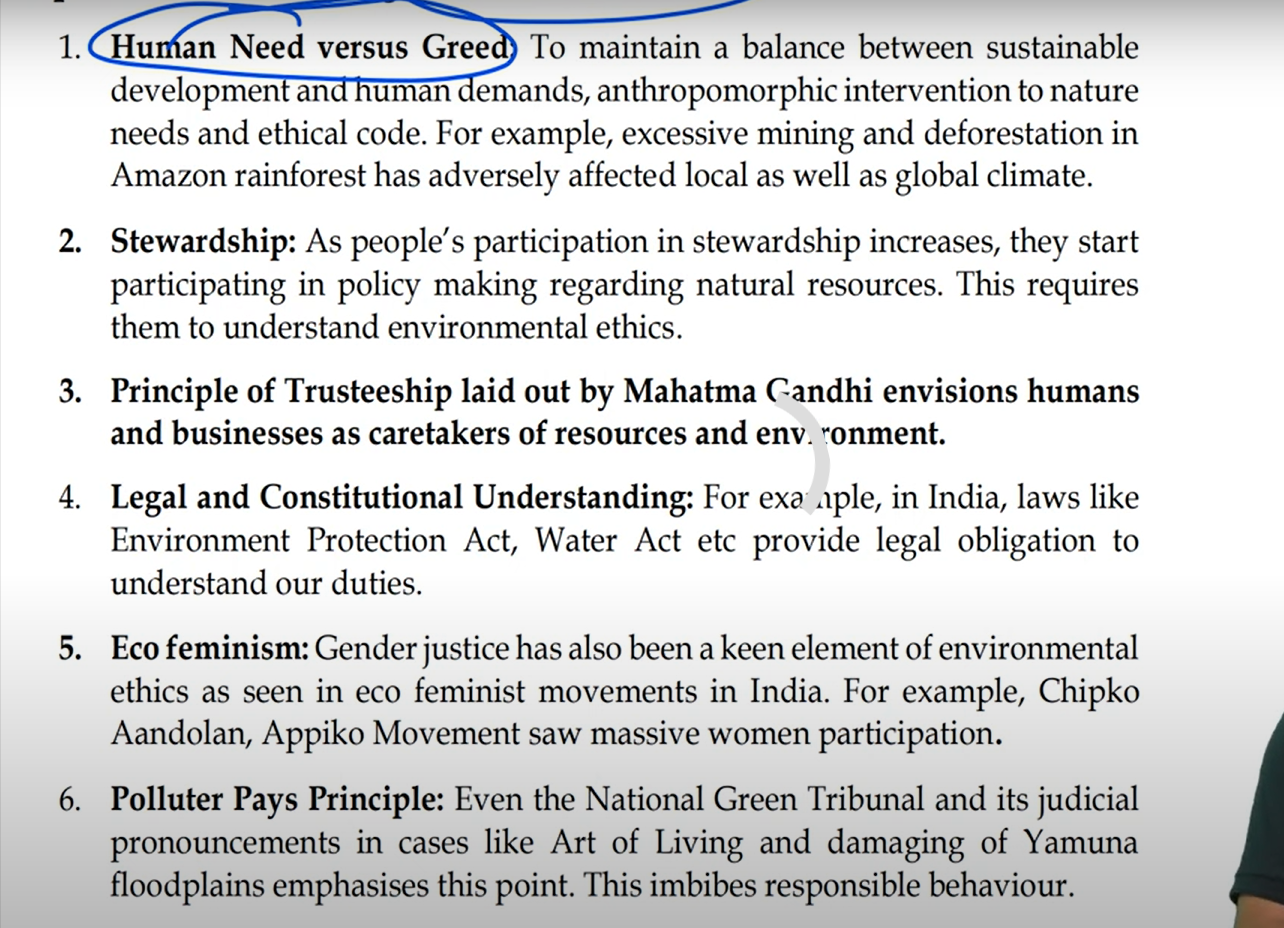 1. Human Need versus Greed: To maintain a balance between sustainable
development and human demands, anthropomorphic intervention to nature
needs and ethical code. For example, excessive mining and deforestation in
Amazon rainforest has adversely affected local as well as global climate.
2. Stewardship: As people's participation in stewardship increases, they start
participating in policy making regarding natural resources. This requires
them to understand environmental ethics.
3. Principle of Trusteeship laid out by Mahatma Gandhi envisions humans
and businesses as caretakers of resources and environment.
4. Legal and Constitutional Understanding: For example, in India, laws like
Environment Protection Act, Water Act etc provide legal obligation to
understand our duties.
5. Eco feminism: Gender justice has also been a keen element of environmental
ethics as seen in eco feminist movements in India. For example, Chipko
Aandolan, Appiko Movement saw massive women participation.
6. Polluter Pays Principle: Even the National Green Tribunal and its judicial
pronouncements in cases like Art of Living and damaging of Yamuna
floodplains emphasises this point. This imbibes responsible behaviour.